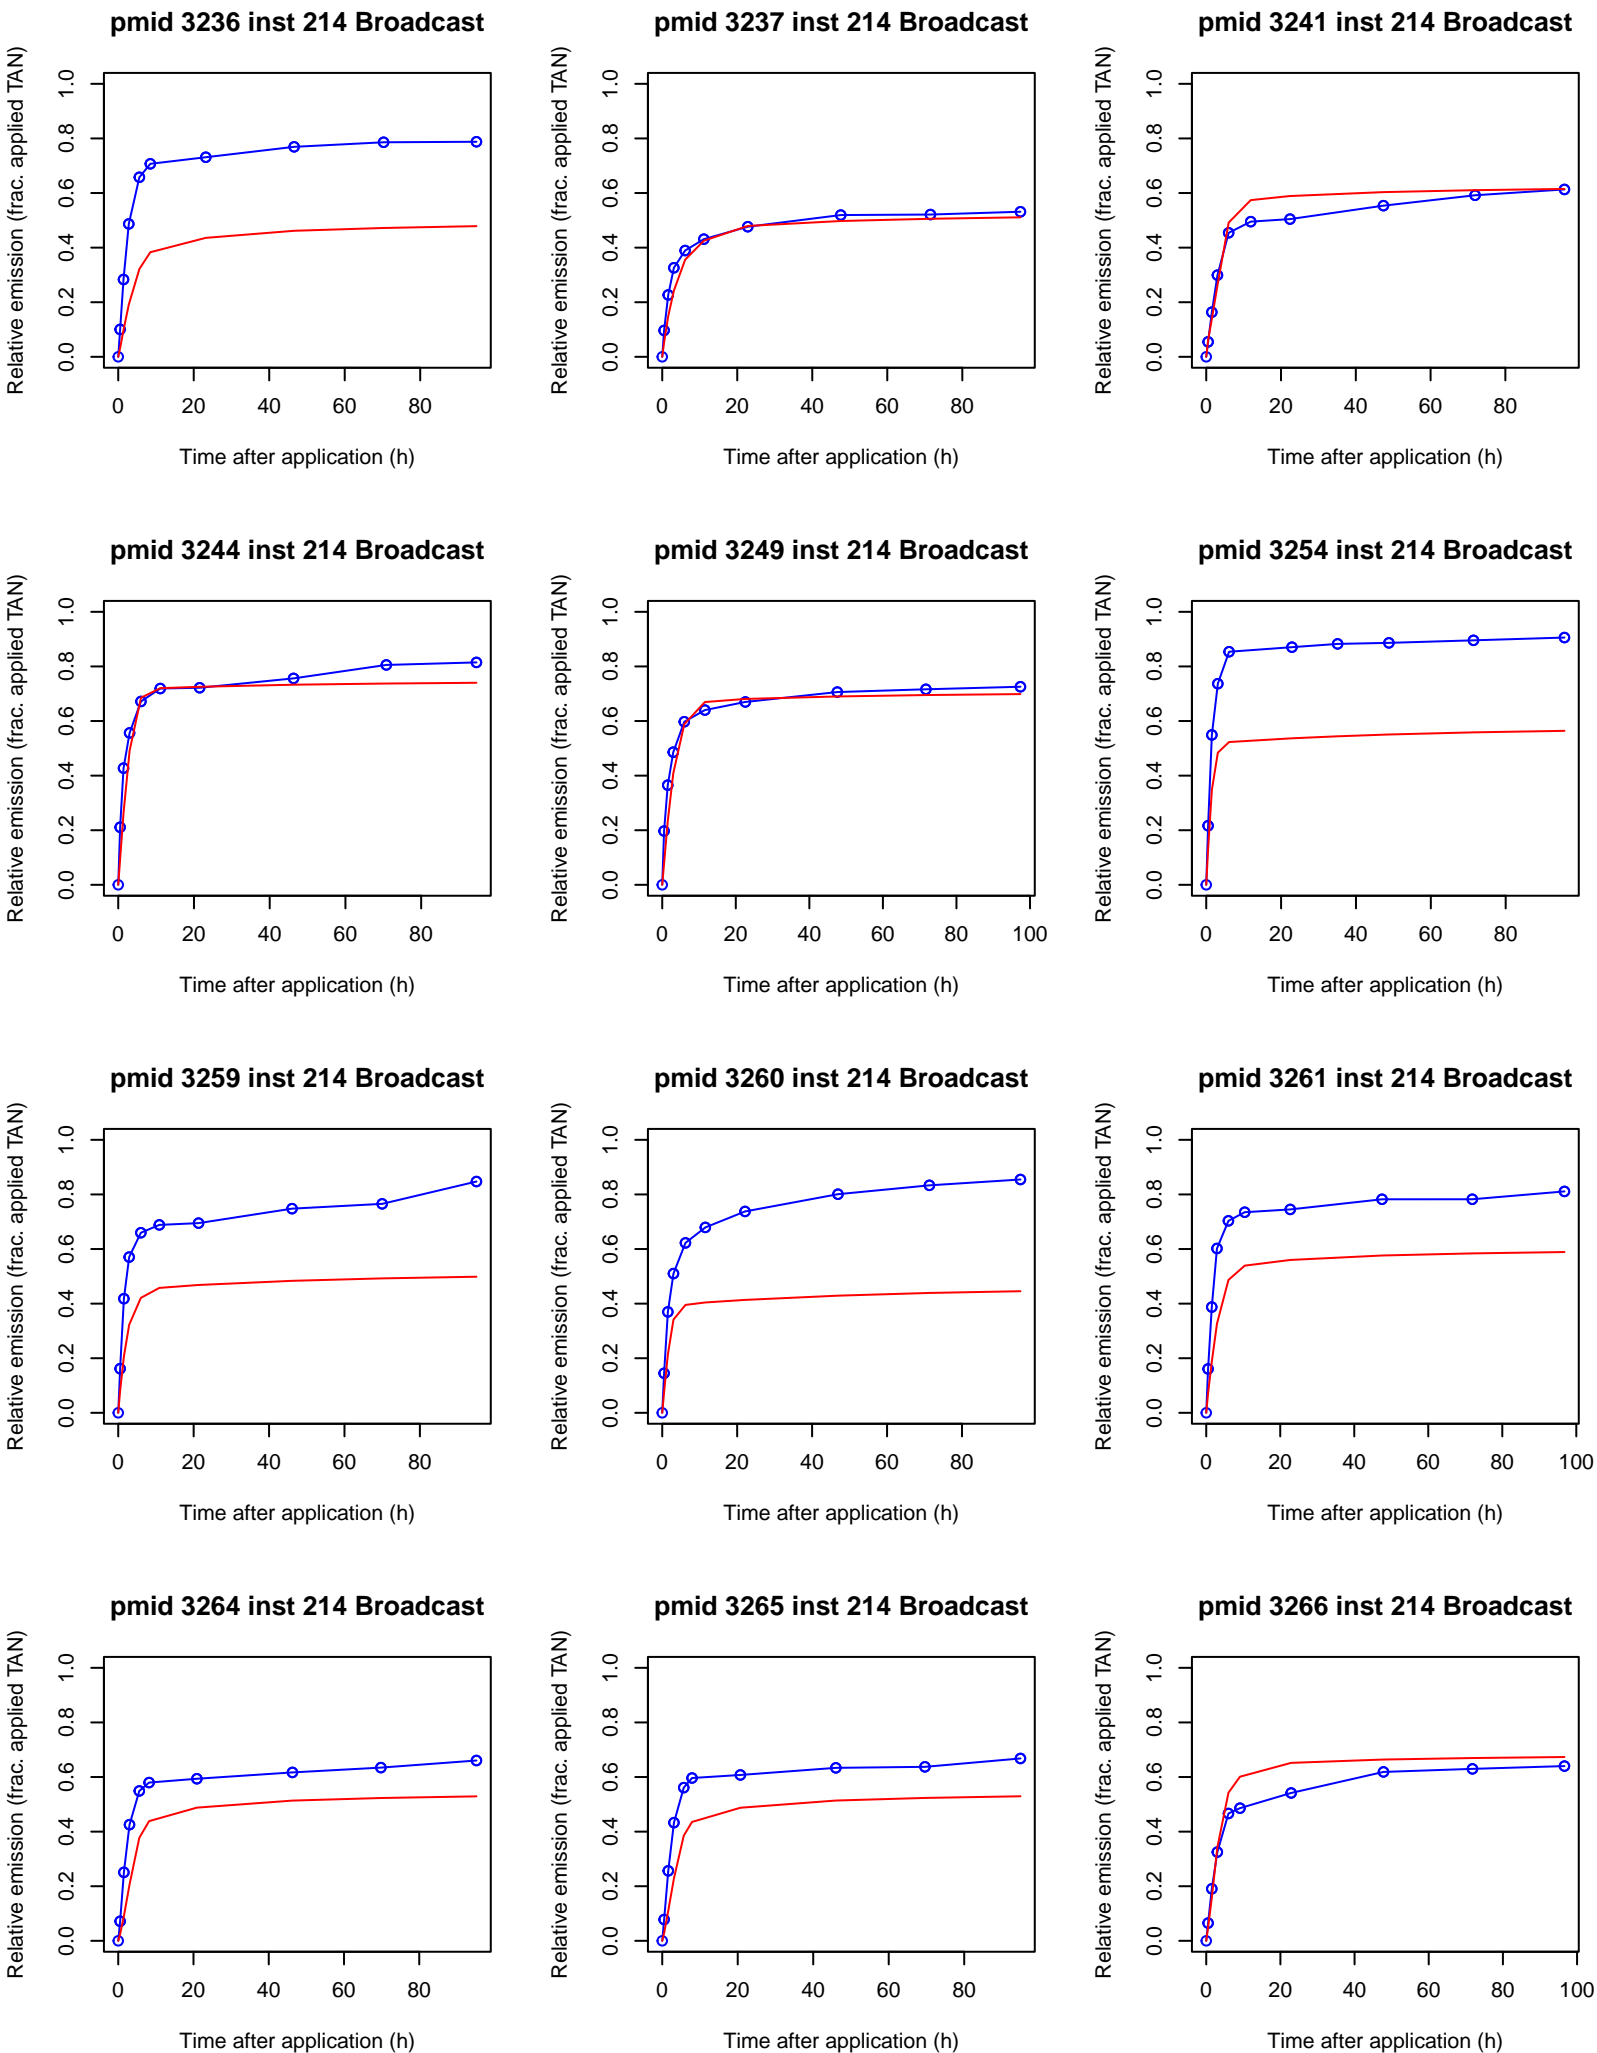 pmid 3236 inst 214 Broadcast
Relative emission (frac. applied TAN)
0.0 0.2 0.4 0.6 0.8 1.0
0 20 40 60 80
Time after application (h)
pmid 3237 inst 214 Broadcast
Relative emission (frac. applied TAN)
0.0 0.2 0.4 0.6 0.8 1.0
0 20 40 60 80
Time after application (h)
pmid 3241 inst 214 Broadcast
Relative emission (frac. applied TAN)
0.0 0.2 0.4 0.6 0.8 1.0
0 20 40 60 80
Time after application (h)
pmid 3244 inst 214 Broadcast
Relative emission (frac. applied TAN)
0.0 0.2 0.4 0.6 0.8 1.0
0 20 40 60 80
Time after application (h)
pmid 3249 inst 214 Broadcast
Relative emission (frac. applied TAN)
0.0 0.2 0.4 0.6 0.8 1.0
0 20 40 60 80 100
Time after application (h)
pmid 3254 inst 214 Broadcast
Relative emission (frac. applied TAN)
0.0 0.2 0.4 0.6 0.8 1.0
0 20 40 60 80
Time after application (h)
pmid 3259 inst 214 Broadcast
Relative emission (frac. applied TAN)
0.0 0.2 0.4 0.6 0.8 1.0
0 20 40 60 80
Time after application (h)
pmid 3260 inst 214 Broadcast
Relative emission (frac. applied TAN)
0.0 0.2 0.4 0.6 0.8 1.0
0 20 40 60 80
Time after application (h)
pmid 3261 inst 214 Broadcast
Relative emission (frac. applied TAN)
0.0 0.2 0.4 0.6 0.8 1.0
0 20 40 60 80 100
Time after application (h)
pmid 3264 inst 214 Broadcast
Relative emission (frac. applied TAN)
0.0 0.2 0.4 0.6 0.8 1.0
0 20 40 60 80
Time after application (h)
pmid 3265 inst 214 Broadcast
Relative emission (frac. applied TAN)
0.0 0.2 0.4 0.6 0.8 1.0
0 20 40 60 80
Time after application (h)
pmid 3266 inst 214 Broadcast
Relative emission (frac. applied TAN)
0.0 0.2 0.4 0.6 0.8 1.0
0 20 40 60 80 100
Time after application (h)